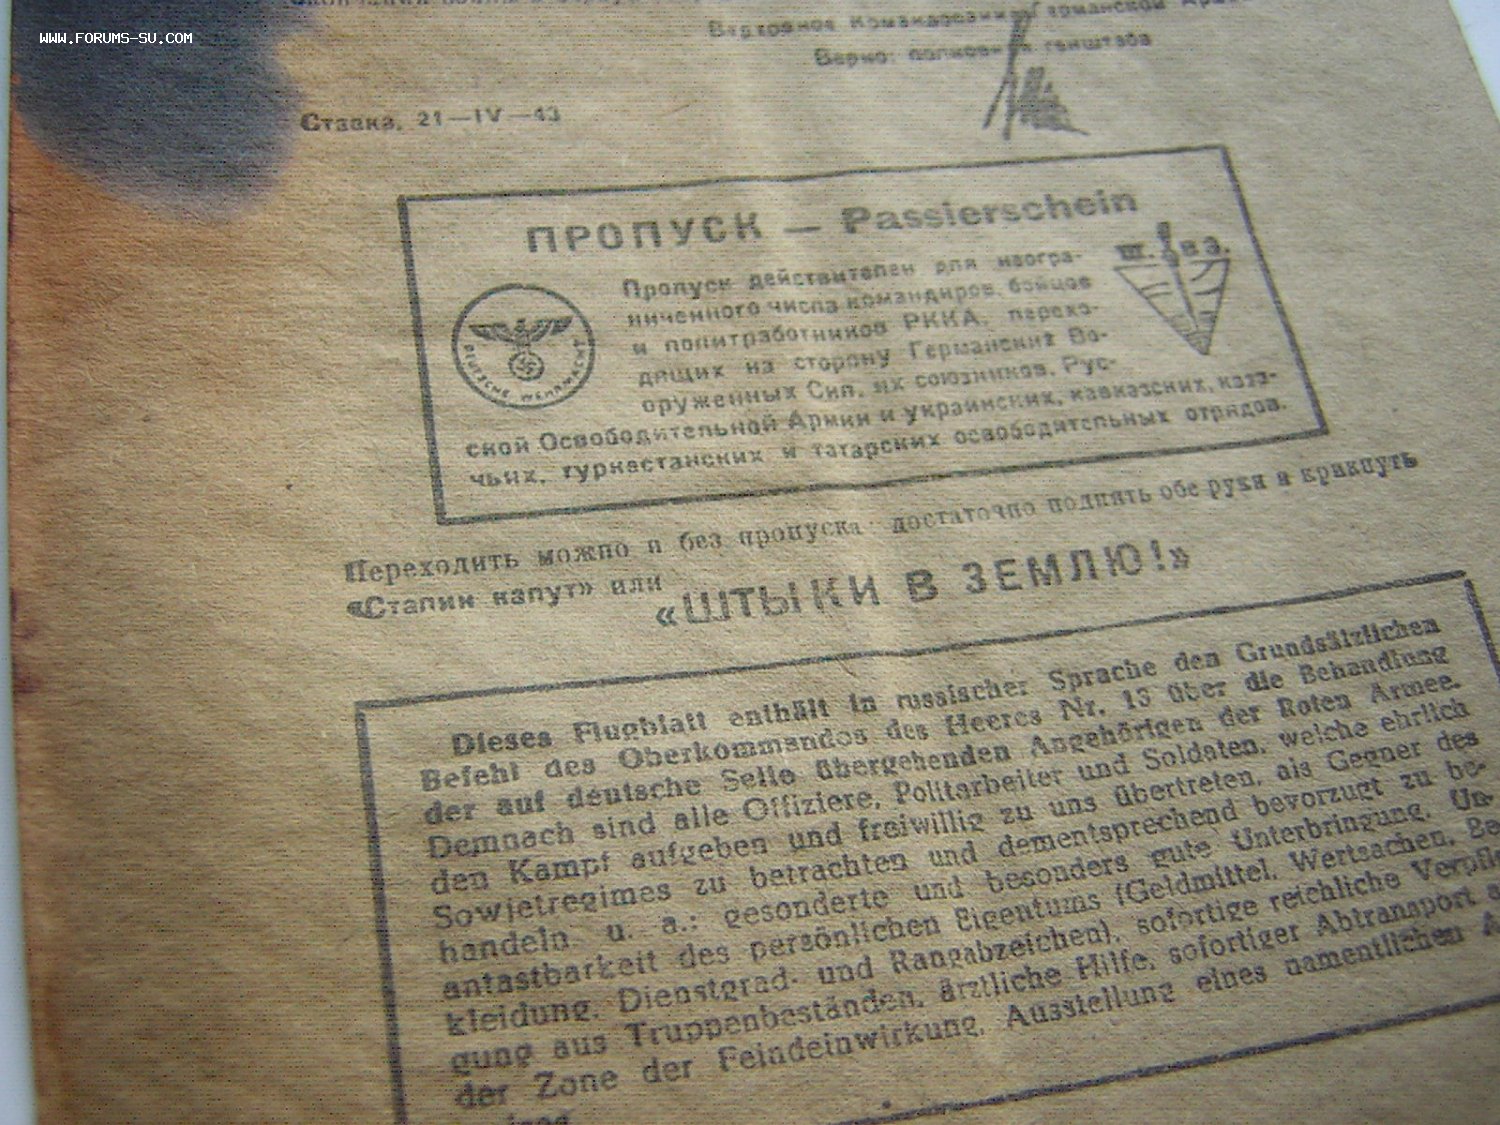 WWW.FORUMS-SU.COM
Верховное Командование Германской
Верно: полковник генштаба
Ставка, 21—IV—43
ПРОПУСК — Passierschein
Ш. в З.
Пропуск действителен для неогра-
ниченного числа командиров, бойцов
и политработников РККА, перехо-
дящих на сторону Германских Во-
оруженных Сил, их союзников, Рус-
ской Освободительной Армии и украинских, кавказских, каза-
чьих, туркестанских и татарских освободительных отрядов.
DEUTSCHE WEHRMACHT
Переходить можно и без пропуска: достаточно поднять обе руки и крикнуть
«Сталин капут» или
«ШТЫКИ В ЗЕМЛЮ!»
Dieses Flugblatt enthält in russischer Sprache den Grundsätzlichen
Befehl des Oberkommandos des Heeres Nr. 13 über die Behandlung
der auf deutsche Seite übergehenden Angehörigen der Roten Armee.
Demnach sind alle Offiziere, Politarbeiter und Soldaten, welche ehrlich
den Kampf aufgeben und freiwillig zu uns übertreten, als Gegner des
Sowjetregimes zu betrachten und dementsprechend bevorzugt zu be-
handeln u. a.: gesonderte und besonders gute Unterbringung, Un-
antastbarkeit des persönlichen Eigentums (Geldmittel, Wertsachen, Be
kleidung, Dienstgrad- und Rangabzeichen), sofortige reichliche Verpfle
gung aus Truppenbeständen, ärztliche Hilfe, sofortiger Abtransport a
der Zone der Feindeinwirkung, Ausstellung eines namentlichen A